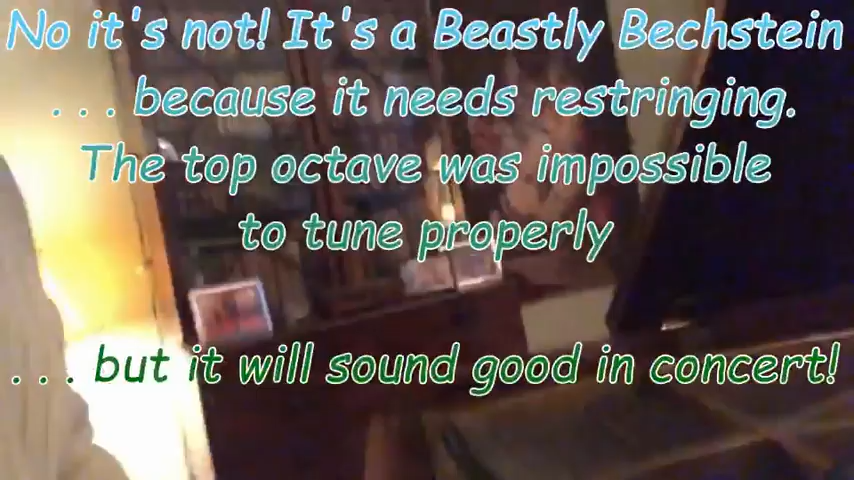 No it's not! It's a Beastly Bechstein
. . . because it needs restringing.
The top octave was impossible
to tune properly
. . . but it will sound good in concert!